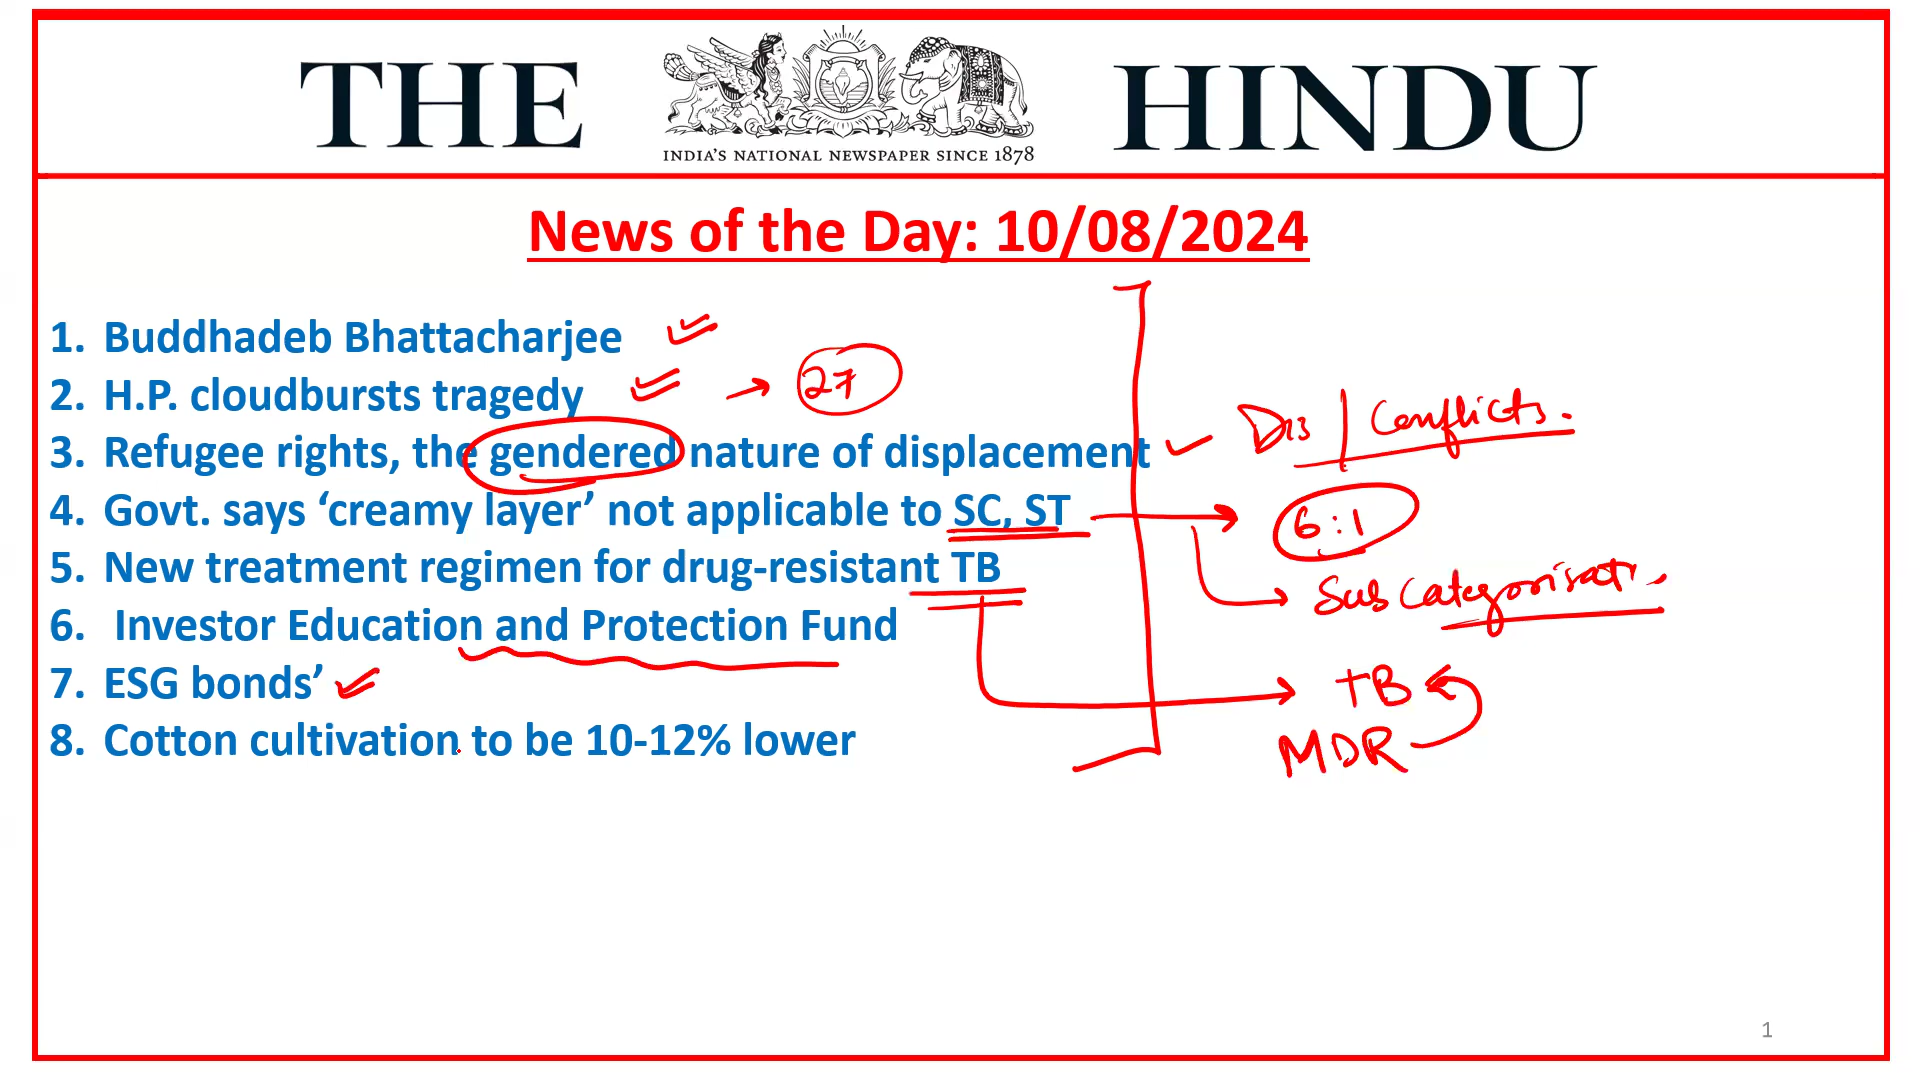 THE HINDU
INDIA'S NATIONAL NEWSPAPER SINCE 1878
News of the Day: 10/08/2024
1. Buddhadeb Bhattacharjee
2. H.P. cloudbursts tragedy → 27
3. Refugee rights, the gendered nature of displacement Dis | Conflicts.
4. Govt. says ‘creamy layer’ not applicable to SC, ST → 6:1
→ Sub Categorisati.
5. New treatment regimen for drug-resistant TB
6. Investor Education and Protection Fund
7. ESG bonds’ → TB
8. Cotton cultivation to be 10-12% lower MDR
1